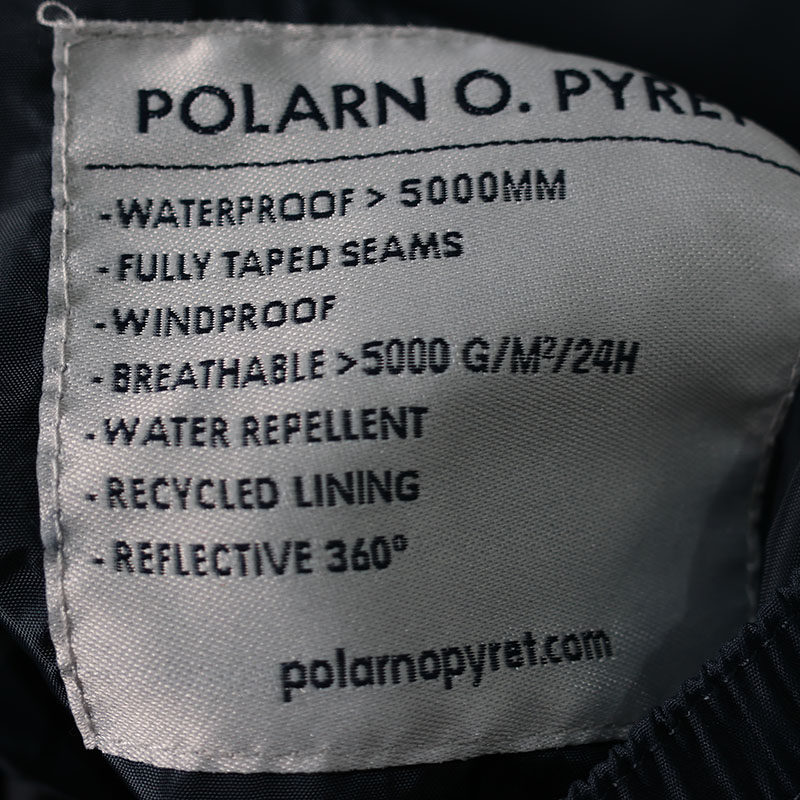 POLARN O. PYRET
-WATERPROOF > 5000MM
-FULLY TAPED SEAMS
-WINDPROOF
-BREATHABLE >5000 G/M²/24H
-WATER REPELLENT
-RECYCLED LINING
-REFLECTIVE 360°
polarnopyret.com